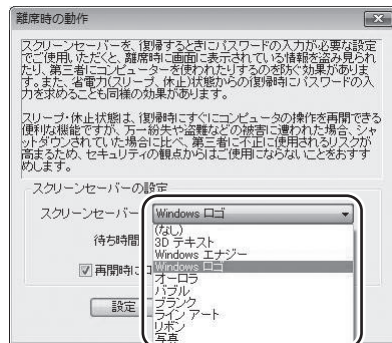 離席時の動作
スクリーンセーバーを、復帰するときにパスワードの入力が必要な設定
でご使用いただくと、離席時に画面に表示されている情報を盗み見られ
たり、第三者にコンピューターを使われたりするのを防ぐ効果がありま
す。また、省電力(スリープ、休止)状態からの復帰時にパスワードの入
力を求めることも同様の効果があります。
スリープ・休止状態は、復帰時にすぐにコンピュータの操作を再開できる
便利な機能ですが、万一紛失や盗難などの被害に遭われた場合、シャ
ットダウンされていた場合に比べ、第三者に不正に使用されるリスクが
高まるため、セキュリティの観点からはご使用にならないことをおすす
めします。
スクリーンセーバーの設定
スクリーンセーバー Windows ロゴ
(なし)
待ち時間 3D テキスト
Windows エナジー
Windows ロゴ
再開時に オーロラ
バブル
設定 ブランク
ライン アート
リボン
写真